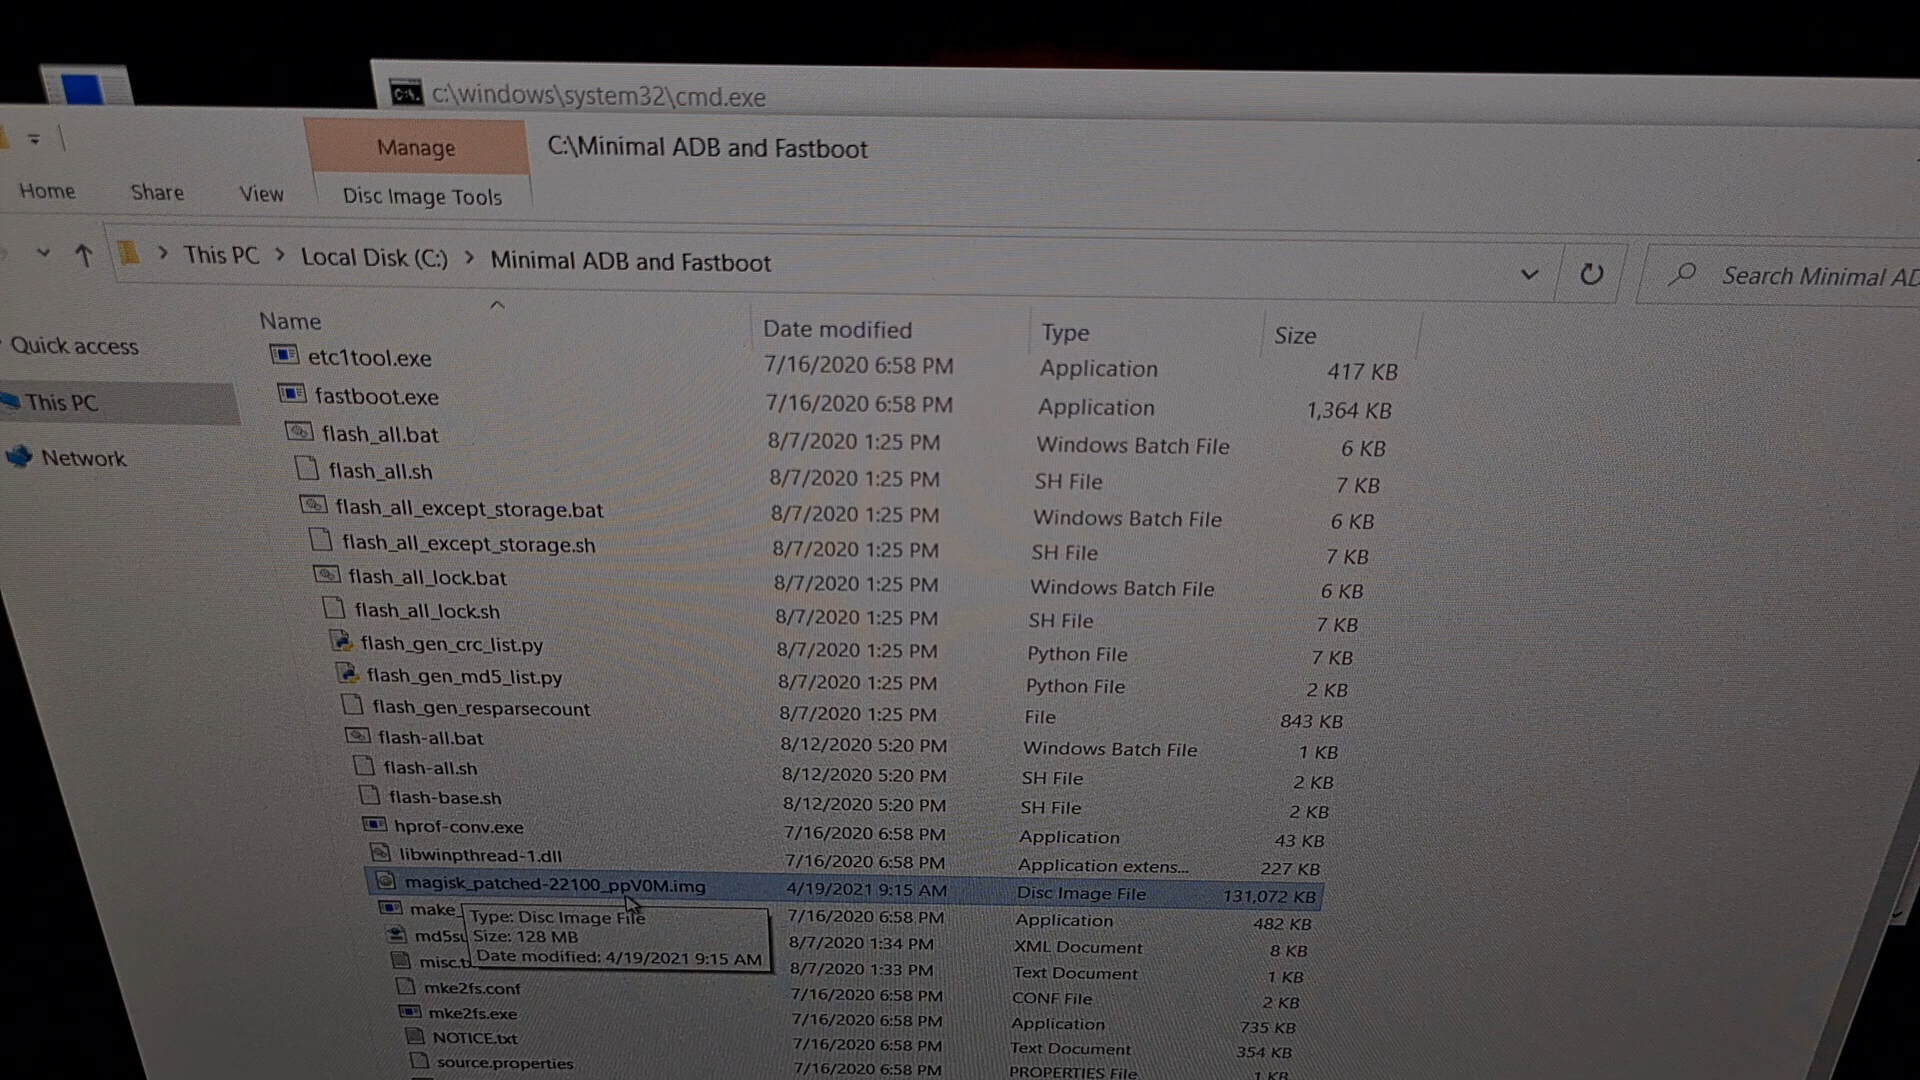 c:\windows\system32\cmd.exe
Manage
C:\Minimal ADB and Fastboot
Home
Share
View
Disc Image Tools
This PC > Local Disk (C:) > Minimal ADB and Fastboot
Search Minimal AD
Quick access
This PC
Network
Name Date modified Type Size
etc1tool.exe 7/16/2020 6:58 PM Application 417 KB
fastboot.exe 7/16/2020 6:58 PM Application 1,364 KB
flash_all.bat 8/7/2020 1:25 PM Windows Batch File 6 KB
flash_all.sh 8/7/2020 1:25 PM SH File 7 KB
flash_all_except_storage.bat 8/7/2020 1:25 PM Windows Batch File 6 KB
flash_all_except_storage.sh 8/7/2020 1:25 PM SH File 7 KB
flash_all_lock.bat 8/7/2020 1:25 PM Windows Batch File 6 KB
flash_all_lock.sh 8/7/2020 1:25 PM SH File 7 KB
flash_gen_crc_list.py 8/7/2020 1:25 PM Python File 7 KB
flash_gen_md5_list.py 8/7/2020 1:25 PM Python File 2 KB
flash_gen_resparsecount 8/7/2020 1:25 PM File 843 KB
flash-all.bat 8/12/2020 5:20 PM Windows Batch File 1 KB
flash-all.sh 8/12/2020 5:20 PM SH File 2 KB
flash-base.sh 8/12/2020 5:20 PM SH File 2 KB
hprof-conv.exe 7/16/2020 6:58 PM Application 43 KB
libwinpthread-1.dll 7/16/2020 6:58 PM Application extens... 227 KB
magisk_patched-22100_ppV0M.img 4/19/2021 9:15 AM Disc Image File 131,072 KB
make_ 7/16/2020 6:58 PM Application 482 KB
md5su 8/7/2020 1:34 PM XML Document 8 KB
misc.t 8/7/2020 1:33 PM Text Document 1 KB
Type: Disc Image File
Size: 128 MB
Date modified: 4/19/2021 9:15 AM
mke2fs.conf 7/16/2020 6:58 PM CONF File 2 KB
mke2fs.exe 7/16/2020 6:58 PM Application 735 KB
NOTICE.txt 7/16/2020 6:58 PM Text Document 354 KB
source.properties 7/16/2020 6:58 PM PROPERTIES File 1 KB